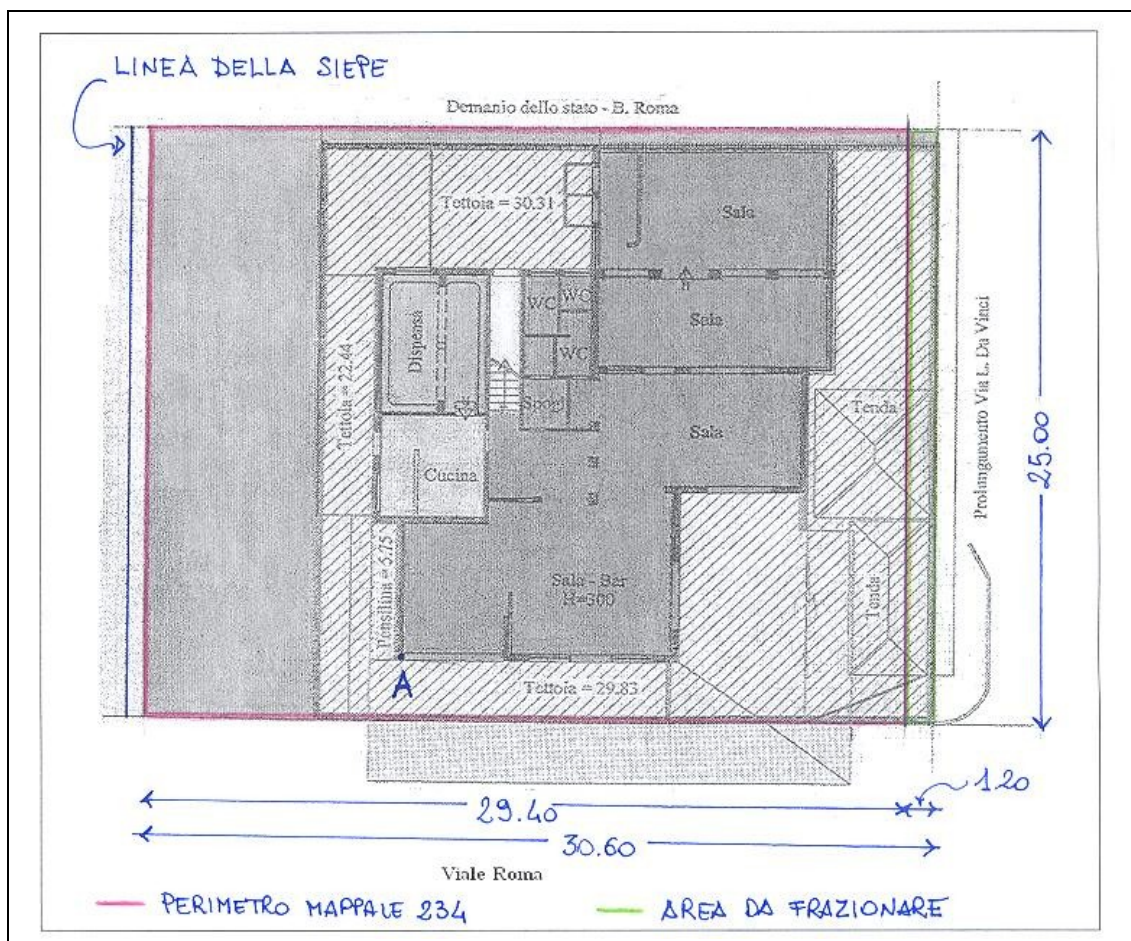 LINEA DELLA SIEPE
Demanio dello stato - B. Roma
Tettoia = 30.31
Sala
WC
WC
Dispensa
Sala
WC
Tettoia = 22.44
Spogl
Tenda
Sala
Prolungamento Via L. Da Vinci
25.00
Cucina
Pensilina = 5.75
Sala - Bar
H=300
Tenda
A
Tettoia = 29.83
1.20
29.40
30.60
Viale Roma
PERIMETRO MAPPALE 234
AREA DA FRAZIONARE